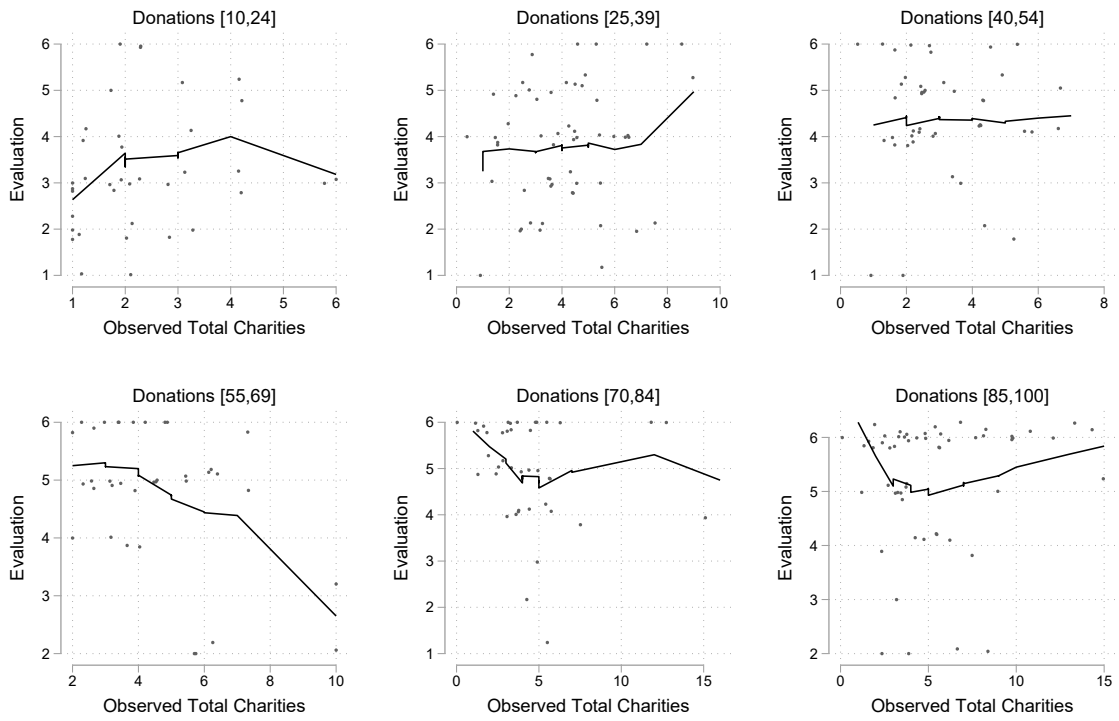 Donations [10,24]
6
5
4
3
2
1
Evaluation
1 2 3 4 5 6
Observed Total Charities
Donations [25,39]
6
5
4
3
2
1
Evaluation
0 2 4 6 8 10
Observed Total Charities
Donations [40,54]
6
5
4
3
2
1
Evaluation
0 2 4 6 8
Observed Total Charities
Donations [55,69]
6
5
4
3
2
Evaluation
2 4 6 8 10
Observed Total Charities
Donations [70,84]
6
5
4
3
2
1
Evaluation
0 5 10 15
Observed Total Charities
Donations [85,100]
6
5
4
3
2
Evaluation
0 5 10 15
Observed Total Charities